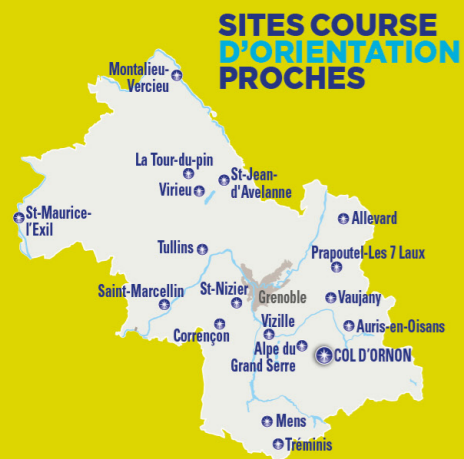 SITES COURSE
D'ORIENTATION
PROCHES
Montalieu-
Vercieu
La Tour-du-pin
St-Jean-
d'Avelanne
Virieu
St-Maurice-
l'Exil
Allevard
Tullins
Prapoutel-Les 7 Laux
Saint-Marcellin
St-Nizier
Grenoble
Vaujany
Corrençon
Vizille
Auris-en-Oisans
Alpe du
Grand Serre
COL D'ORNON
Mens
Tréminis